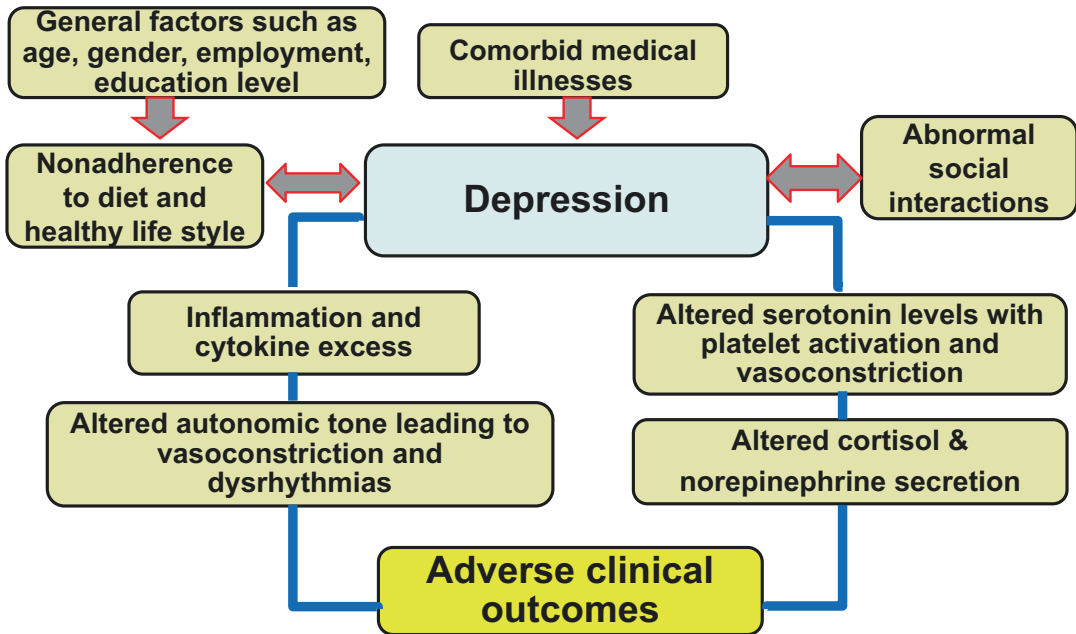 General factors such as
age, gender, employment,
education level
Comorbid medical
illnesses
Nonadherence
to diet and
healthy life style
Depression
Abnormal
social
interactions
Inflammation and
cytokine excess
Altered serotonin levels with
platelet activation and
vasoconstriction
Altered autonomic tone leading to
vasoconstriction and
dysrhythmias
Altered cortisol &
norepinephrine secretion
Adverse clinical
outcomes